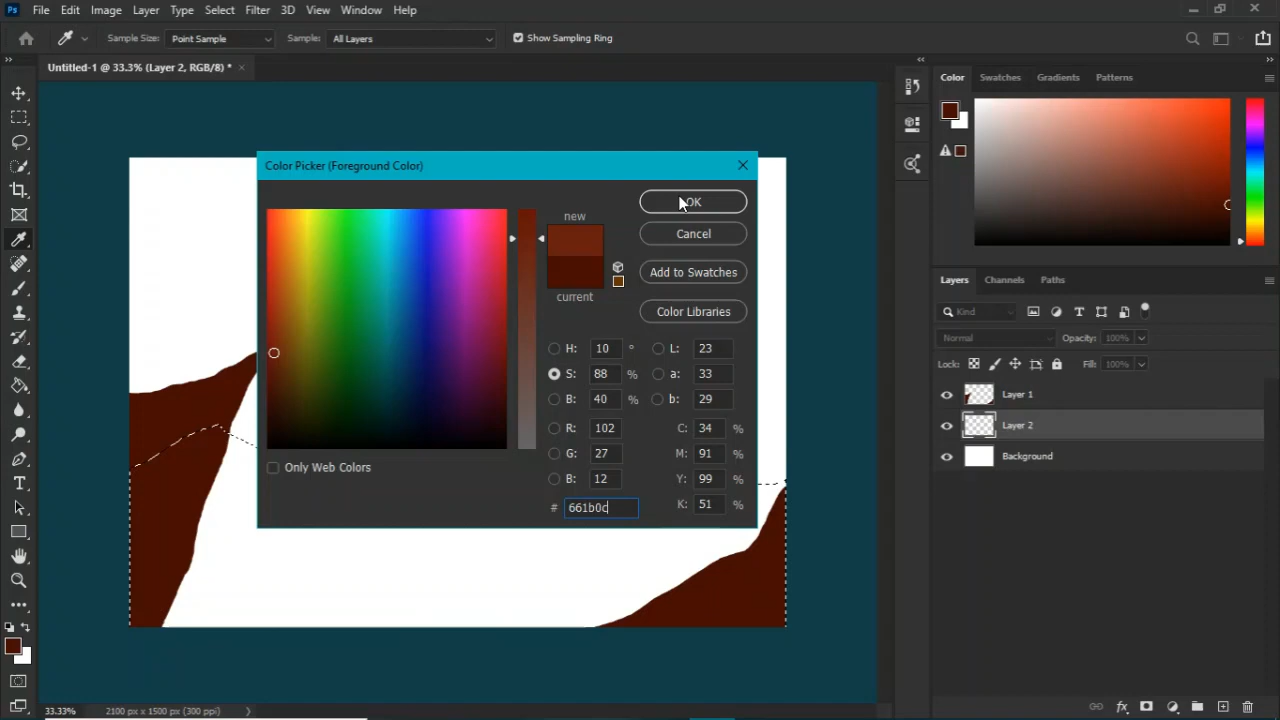 Ps File Edit Image Layer Type Select Filter 3D View Window Help
Sample Size: Point Sample Sample: All Layers Show Sampling Ring
Untitled-1 @ 33.3% (Layer 2, RGB/8) *
Color Swatches Gradients Patterns
Color Picker (Foreground Color)
new
OK
Cancel
Add to Swatches
current
Color Libraries
H: 10 ° L: 23
S: 88 % a: 33
B: 40 % b: 29
R: 102 C: 34 %
G: 27 M: 91 %
B: 12 Y: 99 %
# 661b0c K: 51 %
Only Web Colors
Layers Channels Paths
Kind
Normal Opacity: 100%
Lock: Fill: 100%
Layer 1
Layer 2
Background
33.33% 2100 px x 1500 px (300 ppi)